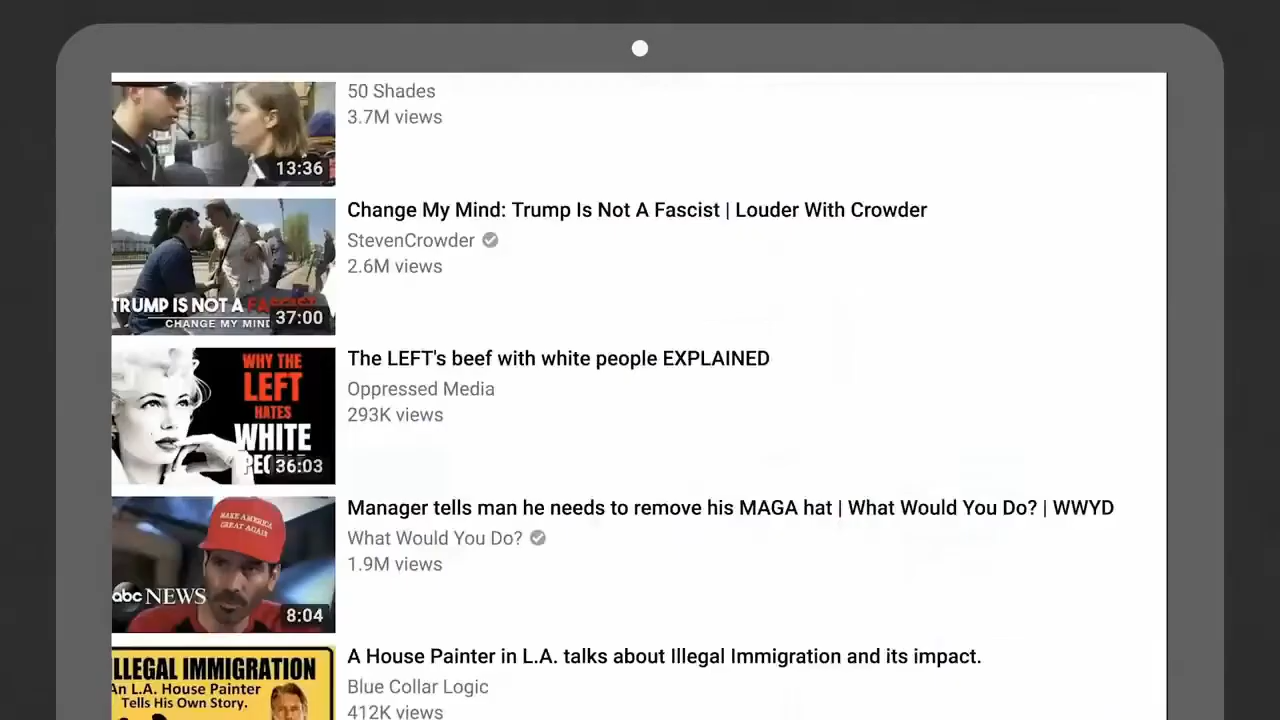 50 Shades
3.7M views
13:36
Change My Mind: Trump Is Not A Fascist | Louder With Crowder
StevenCrowder
2.6M views
TRUMP IS NOT A FASCIST
CHANGE MY MIND
37:00
The LEFT's beef with white people EXPLAINED
Oppressed Media
293K views
WHY THE
LEFT
HATES
WHITE
PEO
36:03
Manager tells man he needs to remove his MAGA hat | What Would You Do? | WWYD
What Would You Do?
1.9M views
MAKE AMERICA
GREAT AGAIN
abc NEWS
8:04
A House Painter in L.A. talks about Illegal Immigration and its impact.
Blue Collar Logic
412K views
ILLEGAL IMMIGRATION
An L.A. House Painter
Tells His Own Story.